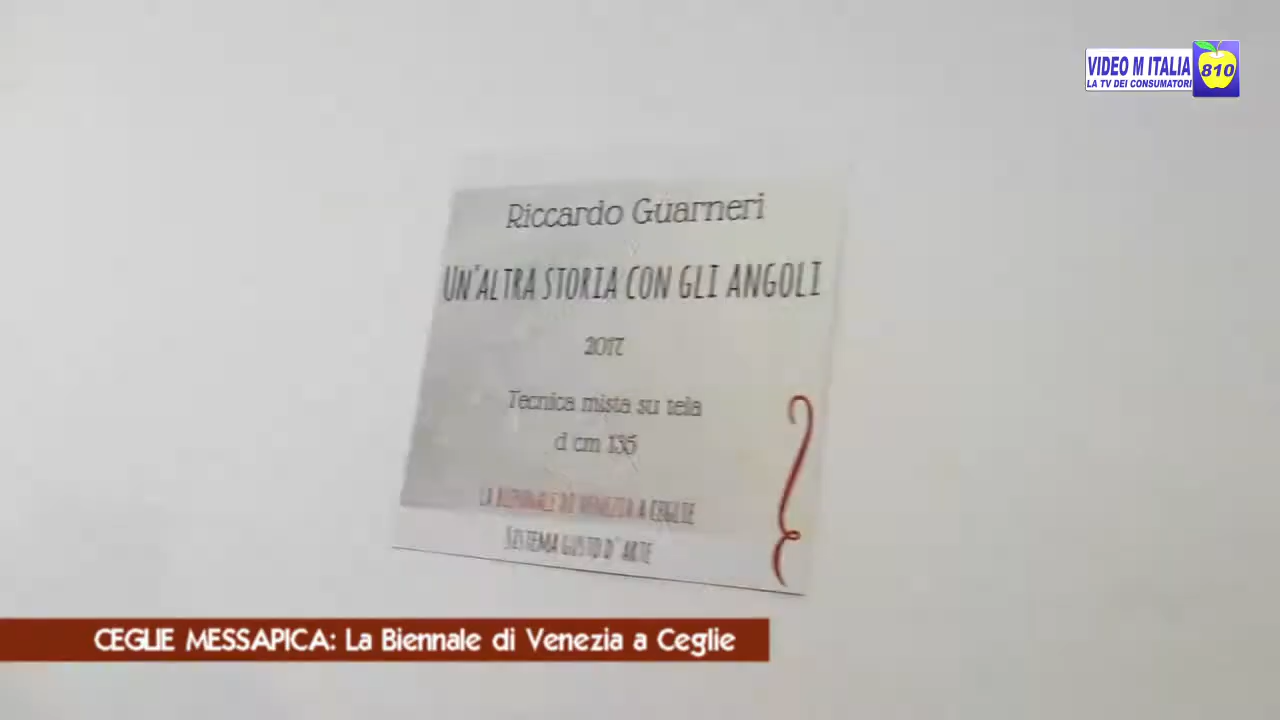 VIDEO M ITALIA
810
LA TV DEI CONSUMATORI
Riccardo Guarneri
UN'ALTRA STORIA CON GLI ANGOLI
2017
Tecnica mista su tela
d cm 135
LA BIENNALE DI VENEZIA A CEGLIE
SISTEMA GUSTO D'ARTE
CEGLIE MESSAPICA: La Biennale di Venezia a Ceglie